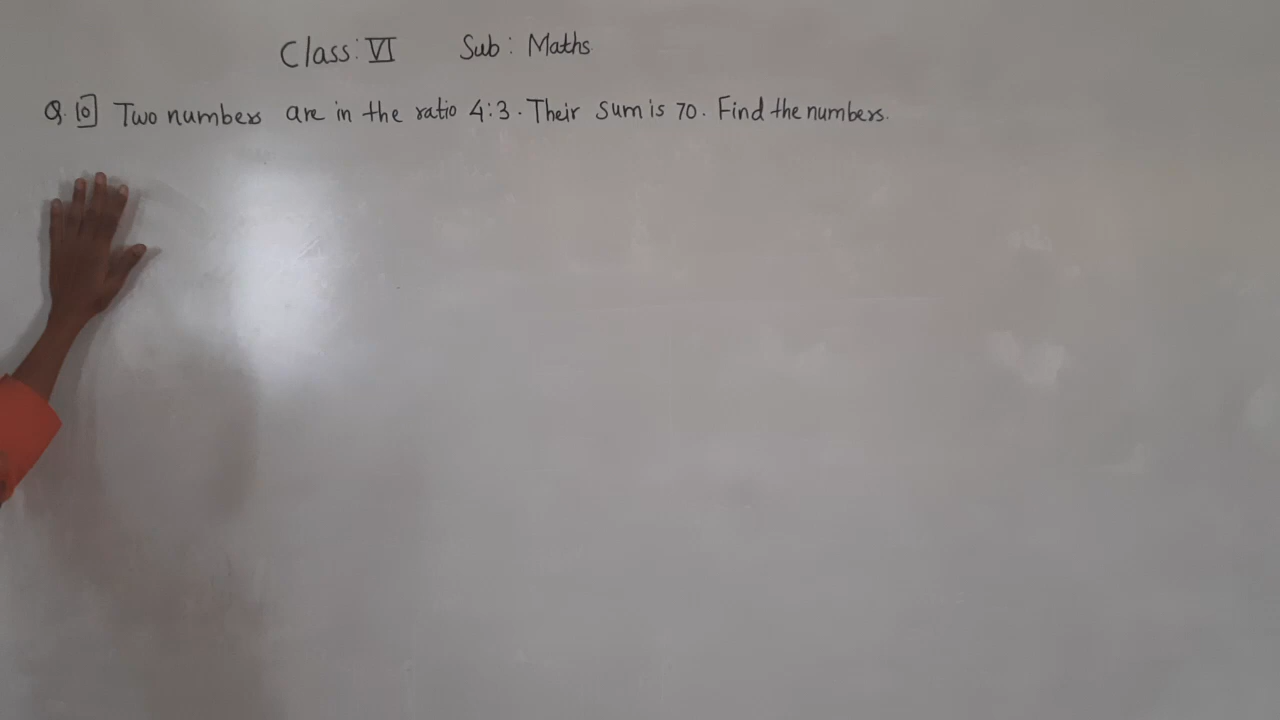 Class: VI Sub: Maths
Q. 10 Two numbers are in the ratio 4:3. Their sum is 70. Find the numbers.